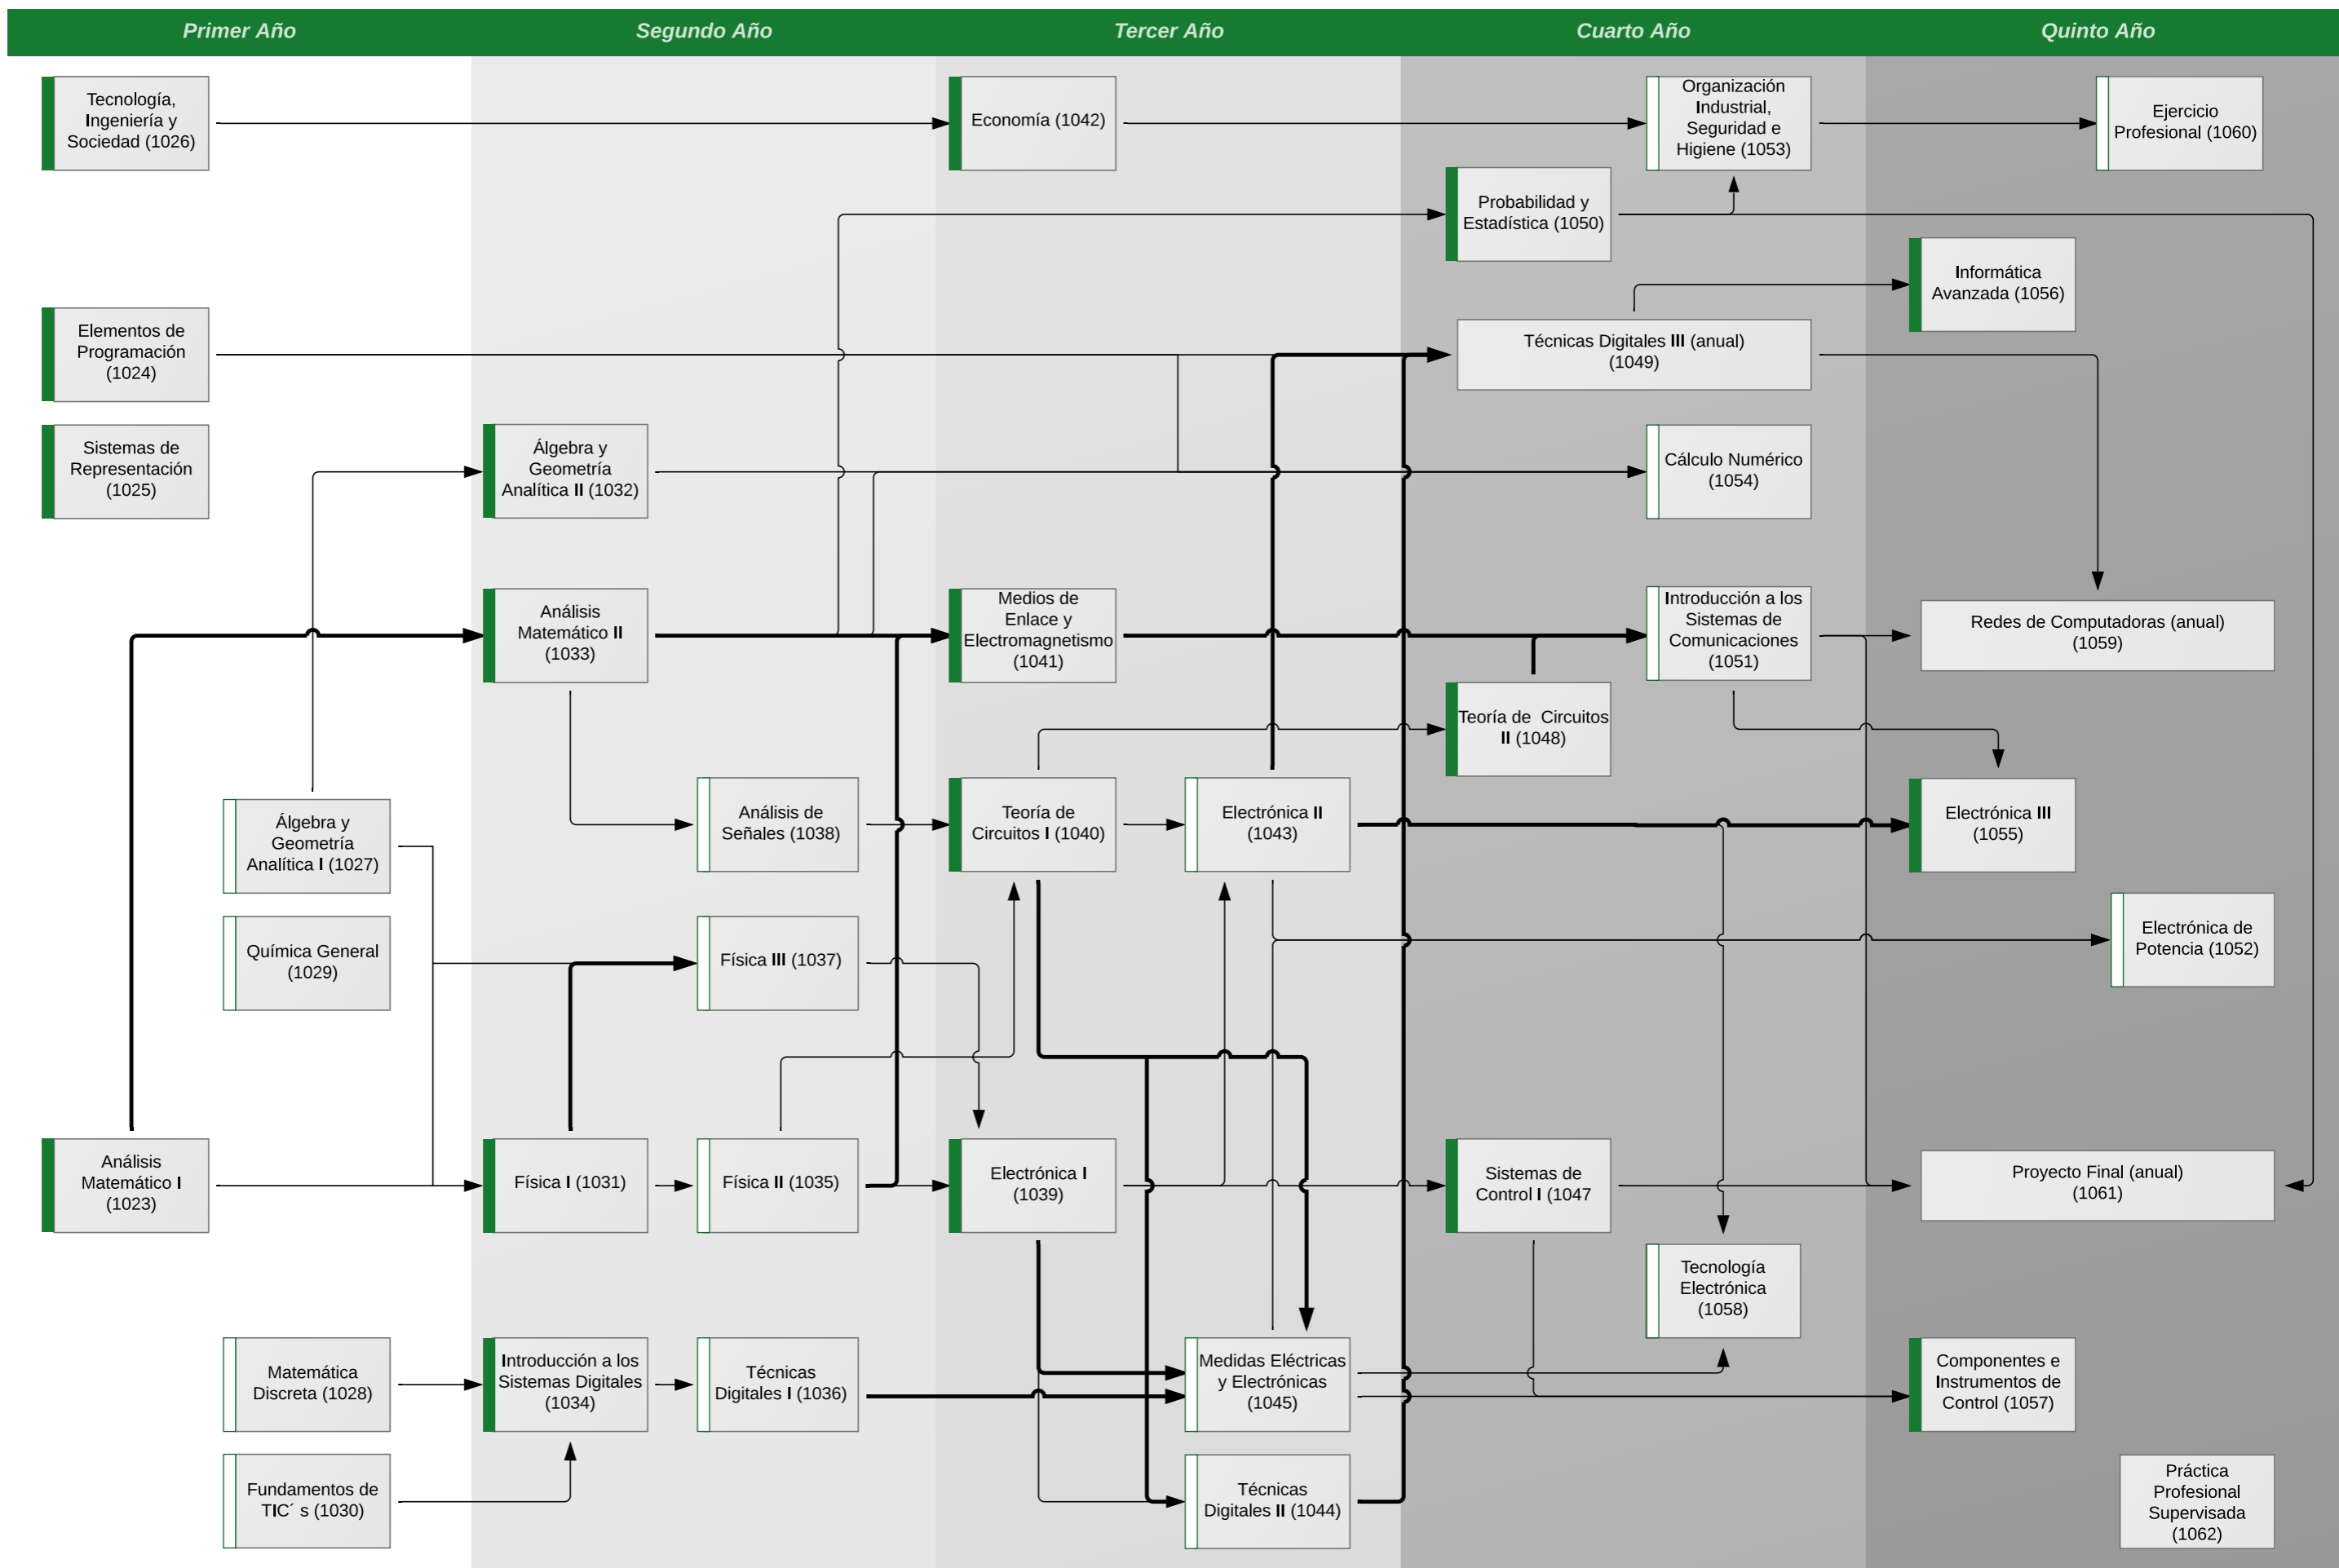 Primer Año
Segundo Año
Tercer Año
Cuarto Año
Quinto Año
Tecnología,
Ingeniería y
Sociedad (1026)
Economía (1042)
Organización
Industrial,
Seguridad e
Higiene (1053)
Ejercicio
Profesional (1060)
Probabilidad y
Estadística (1050)
Informática
Avanzada (1056)
Elementos de
Programación
(1024)
Técnicas Digitales III (anual)
(1049)
Sistemas de
Representación
(1025)
Álgebra y
Geometría
Analítica II (1032)
Cálculo Numérico
(1054)
Análisis
Matemático II
(1033)
Medios de
Enlace y
Electromagnetismo
(1041)
Introducción a los
Sistemas de
Comunicaciones
(1051)
Redes de Computadoras (anual)
(1059)
Teoría de  Circuitos
II (1048)
Álgebra y
Geometría
Analítica I (1027)
Análisis de
Señales (1038)
Teoría de
Circuitos I (1040)
Electrónica II
(1043)
Electrónica III
(1055)
Química General
(1029)
Física III (1037)
Electrónica de
Potencia (1052)
Análisis
Matemático I
(1023)
Física I (1031)
Física II (1035)
Electrónica I
(1039)
Sistemas de
Control I (1047
Proyecto Final (anual)
(1061)
Tecnología
Electrónica
(1058)
Matemática
Discreta (1028)
Introducción a los
Sistemas Digitales
(1034)
Técnicas
Digitales I (1036)
Medidas Eléctricas
y Electrónicas
(1045)
Componentes e
Instrumentos de
Control (1057)
Fundamentos de
TIC´ s (1030)
Técnicas
Digitales II (1044)
Práctica
Profesional
Supervisada
(1062)